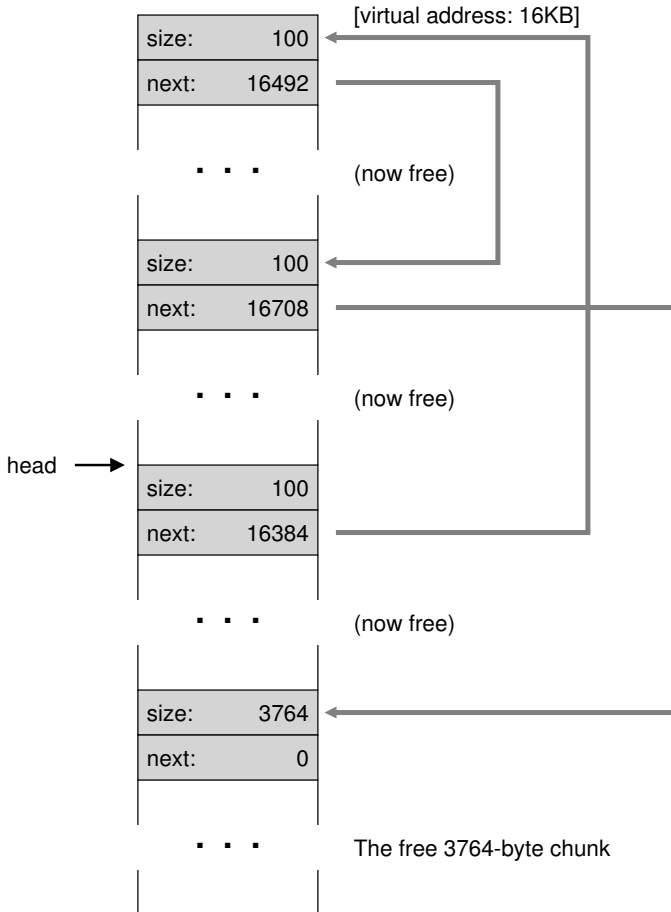 [virtual address: 16KB]
size: 100
next: 16492
. . .
(now free)
size: 100
next: 16708
. . .
(now free)
head
size: 100
next: 16384
. . .
(now free)
size: 3764
next: 0
. . .
The free 3764-byte chunk